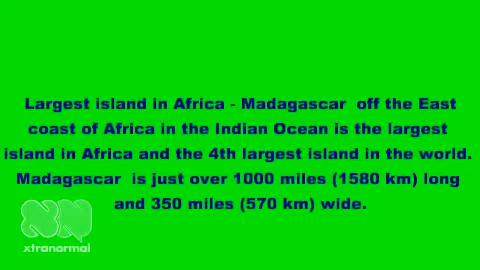 Largest island in Africa - Madagascar  off the East
coast of Africa in the Indian Ocean is the largest
island in Africa and the 4th largest island in the world.
Madagascar  is just over 1000 miles (1580 km) long
and 350 miles (570 km) wide.
xtranormal